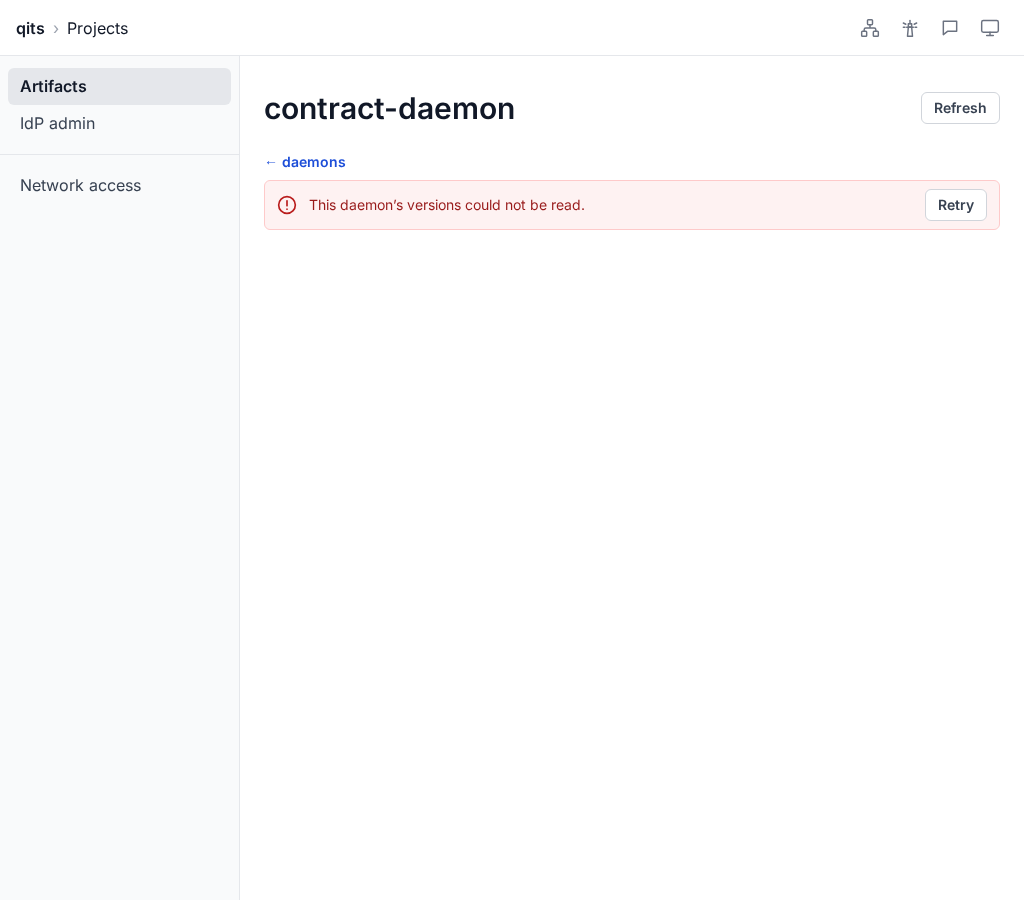 qits › Projects
Artifacts
IdP admin
Network access
contract-daemon
Refresh
← daemons
This daemon’s versions could not be read.
Retry